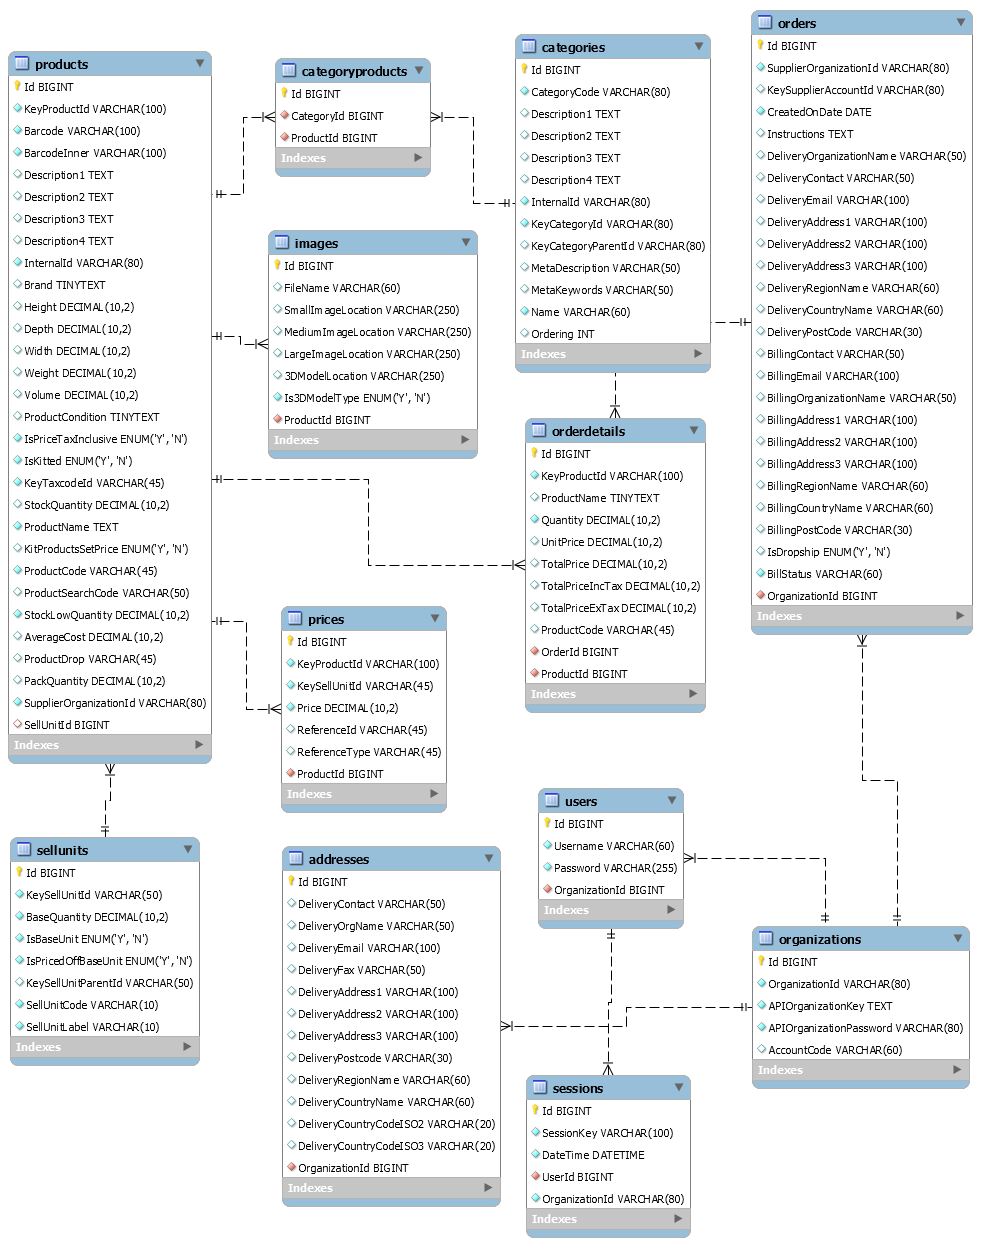 products
Id BIGINT
KeyProductId VARCHAR(100)
Barcode VARCHAR(100)
BarcodeInner VARCHAR(100)
Description1 TEXT
Description2 TEXT
Description3 TEXT
Description4 TEXT
InternalId VARCHAR(80)
Brand TINYTEXT
Height DECIMAL(10,2)
Depth DECIMAL(10,2)
Width DECIMAL(10,2)
Weight DECIMAL(10,2)
Volume DECIMAL(10,2)
ProductCondition TINYTEXT
IsPriceTaxInclusive ENUM('Y', 'N')
IsKitted ENUM('Y', 'N')
KeyTaxcodeId VARCHAR(45)
StockQuantity DECIMAL(10,2)
ProductName TEXT
KitProductsSetPrice ENUM('Y', 'N')
ProductCode VARCHAR(45)
ProductSearchCode VARCHAR(50)
StockLowQuantity DECIMAL(10,2)
AverageCost DECIMAL(10,2)
ProductDrop VARCHAR(45)
PackQuantity DECIMAL(10,2)
SupplierOrganizationId VARCHAR(80)
SellUnitId BIGINT
Indexes
sellunits
Id BIGINT
KeySellUnitId VARCHAR(50)
BaseQuantity DECIMAL(10,2)
IsBaseUnit ENUM('Y', 'N')
IsPricedOffBaseUnit ENUM('Y', 'N')
KeySellUnitParentId VARCHAR(50)
SellUnitCode VARCHAR(10)
SellUnitLabel VARCHAR(10)
Indexes
categoryproducts
Id BIGINT
CategoryId BIGINT
ProductId BIGINT
Indexes
images
Id BIGINT
FileName VARCHAR(60)
SmallImageLocation VARCHAR(250)
MediumImageLocation VARCHAR(250)
LargeImageLocation VARCHAR(250)
3DModelLocation VARCHAR(250)
Is3DModelType ENUM('Y', 'N')
ProductId BIGINT
Indexes
prices
Id BIGINT
KeyProductId VARCHAR(100)
KeySellUnitId VARCHAR(45)
Price DECIMAL(10,2)
ReferenceId VARCHAR(45)
ReferenceType VARCHAR(45)
ProductId BIGINT
Indexes
addresses
Id BIGINT
DeliveryContact VARCHAR(50)
DeliveryOrgName VARCHAR(50)
DeliveryEmail VARCHAR(100)
DeliveryFax VARCHAR(50)
DeliveryAddress1 VARCHAR(100)
DeliveryAddress2 VARCHAR(100)
DeliveryAddress3 VARCHAR(100)
DeliveryPostcode VARCHAR(30)
DeliveryRegionName VARCHAR(60)
DeliveryCountryName VARCHAR(60)
DeliveryCountryCodeISO2 VARCHAR(20)
DeliveryCountryCodeISO3 VARCHAR(20)
OrganizationId BIGINT
Indexes
categories
Id BIGINT
CategoryCode VARCHAR(80)
Description1 TEXT
Description2 TEXT
Description3 TEXT
Description4 TEXT
InternalId VARCHAR(80)
KeyCategoryId VARCHAR(80)
KeyCategoryParentId VARCHAR(80)
MetaDescription VARCHAR(50)
MetaKeywords VARCHAR(50)
Name VARCHAR(60)
Ordering INT
Indexes
orderdetails
Id BIGINT
KeyProductId VARCHAR(100)
ProductName TINYTEXT
Quantity DECIMAL(10,2)
UnitPrice DECIMAL(10,2)
TotalPrice DECIMAL(10,2)
TotalPriceIncTax DECIMAL(10,2)
TotalPriceExTax DECIMAL(10,2)
ProductCode VARCHAR(45)
OrderId BIGINT
ProductId BIGINT
Indexes
users
Id BIGINT
Username VARCHAR(60)
Password VARCHAR(255)
OrganizationId BIGINT
Indexes
sessions
Id BIGINT
SessionKey VARCHAR(100)
DateTime DATETIME
UserId BIGINT
OrganizationId VARCHAR(80)
Indexes
orders
Id BIGINT
SupplierOrganizationId VARCHAR(80)
KeySupplierAccountId VARCHAR(80)
CreatedOnDate DATE
Instructions TEXT
DeliveryOrganizationName VARCHAR(50)
DeliveryContact VARCHAR(50)
DeliveryEmail VARCHAR(100)
DeliveryAddress1 VARCHAR(100)
DeliveryAddress2 VARCHAR(100)
DeliveryAddress3 VARCHAR(100)
DeliveryRegionName VARCHAR(60)
DeliveryCountryName VARCHAR(60)
DeliveryPostCode VARCHAR(30)
BillingContact VARCHAR(50)
BillingEmail VARCHAR(100)
BillingOrganizationName VARCHAR(50)
BillingAddress1 VARCHAR(100)
BillingAddress2 VARCHAR(100)
BillingAddress3 VARCHAR(100)
BillingRegionName VARCHAR(60)
BillingCountryName VARCHAR(60)
BillingPostCode VARCHAR(30)
IsDropship ENUM('Y', 'N')
BillStatus VARCHAR(60)
OrganizationId BIGINT
Indexes
organizations
Id BIGINT
OrganizationId VARCHAR(80)
APIOrganizationKey TEXT
APIOrganizationPassword VARCHAR(80)
AccountCode VARCHAR(60)
Indexes